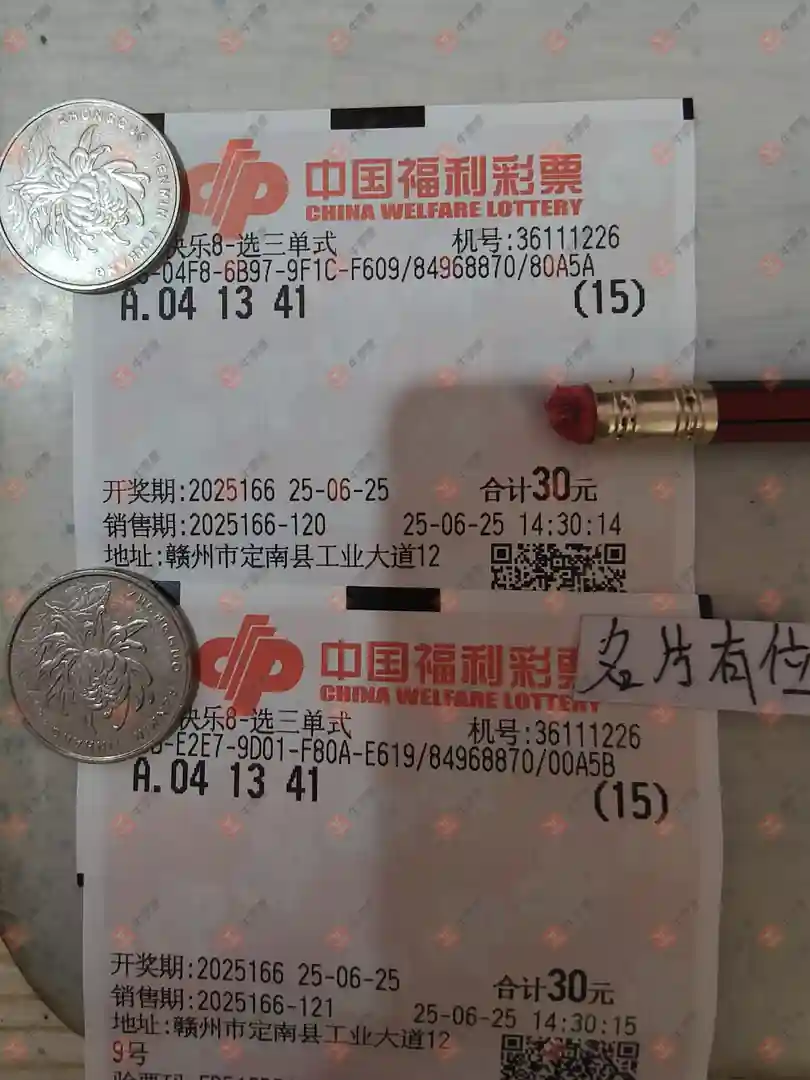 ZHONGGUO RENMIN YINHANG
中国福利彩票
CHINA WELFARE LOTTERY
快乐8-选三单式 机号:36111226
-04F8-6B97-9F1C-F609/84968870/80A5A
A.04 13 41 (15)
开奖期:2025166 25-06-25 合计30元
销售期:2025166-120 25-06-25 14:30:14
地址:赣州市定南县工业大道12
中国福利彩票
CHINA WELFARE LOTTERY
名片有位
快乐8-选三单式 机号:36111226
-E2E7-9D01-F80A-E619/84968870/00A5B
A.04 13 41 (15)
开奖期:2025166 25-06-25 合计30元
销售期:2025166-121 25-06-25 14:30:15
地址:赣州市定南县工业大道12
9号